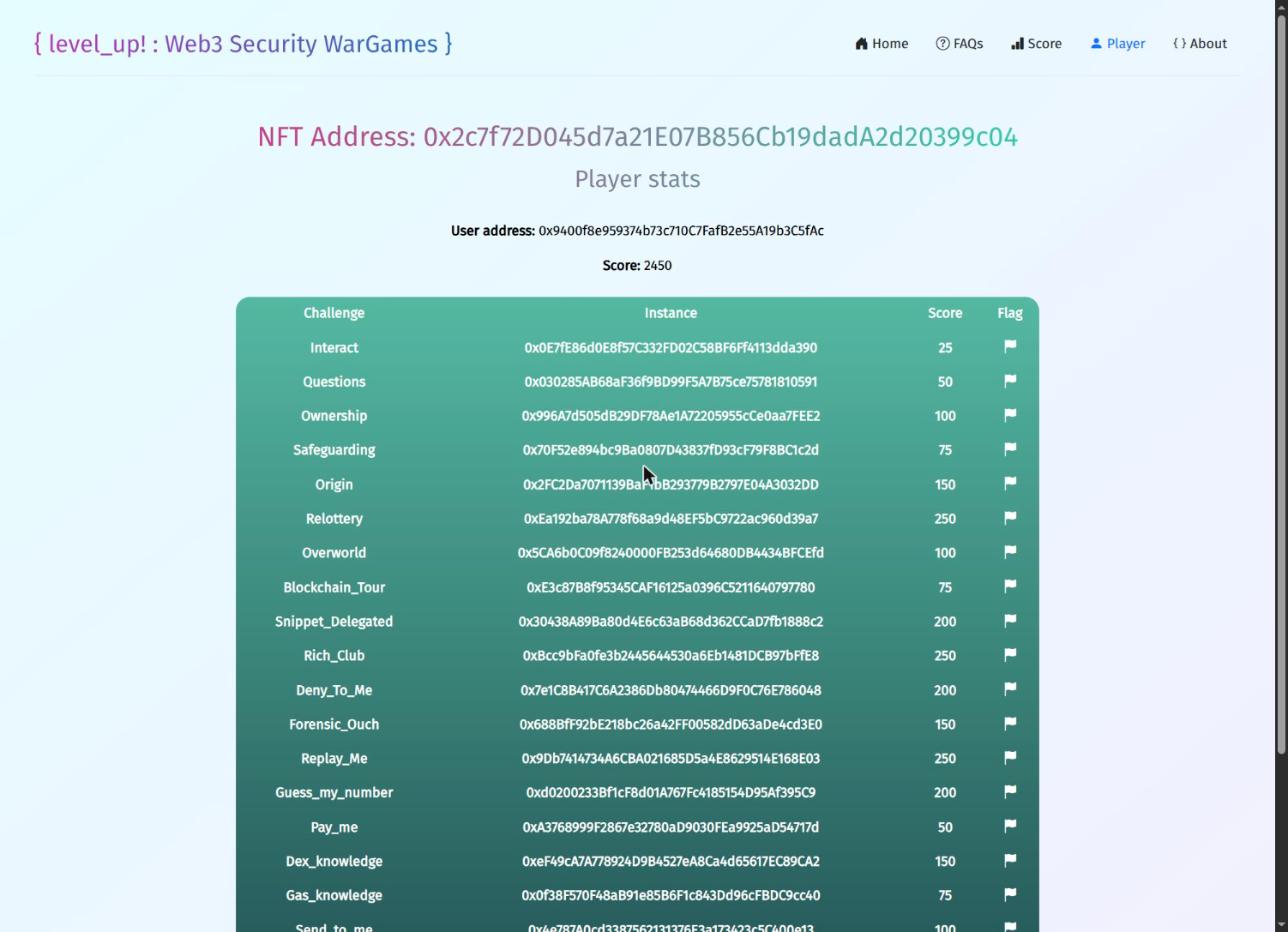 { level_up! : Web3 Security WarGames }
Home FAQs Score Player { } About
NFT Address: 0x2c7f72D045d7a21E07B856Cb19dadA2d20399c04
Player stats
User address: 0x9400f8e959374b73c710C7FafB2e55A19b3C5fAc
Score: 2450
Challenge Instance Score Flag
Interact 0x0E7fE86d0E8f57C332FD02C58BF6Ff4113dda390 25
Questions 0x030285AB68aF36f9BD99F5A7B75ce75781810591 50
Ownership 0x996A7d505dB29DF78Ae1A72205955cCe0aa7FEE2 100
Safeguarding 0x70F52e894bc9Ba0807D43837fD93cF79F8BC1c2d 75
Origin 150
Relottery 0xEa192ba78A778f68a9d48EF5bC9722ac960d39a7 250
Overworld 0x5CA6b0C09f8240000FB253d64680DB4434BFCEfd 100
Blockchain_Tour 0xE3c87B8f95345CAF16125a0396C5211640797780 75
Snippet_Delegated 0x30438A89Ba80d4E6c63aB68d362CCaD7fb1888c2 200
Rich_Club 0xBcc9bFa0fe3b2445644530a6Eb1481DCB97bFfE8 250
Deny_To_Me 0x7e1C8B417C6A2386Db80474466D9F0C76E786048 200
Forensic_Ouch 0x688BfF92bE218bc26a42FF00582dD63aDe4cd3E0 150
Replay_Me 0x9Db7414734A6CBA021685D5a4E8629514E168E03 250
Guess_my_number 0xd0200233Bf1cF8d01A767Fc4185154D95Af395C9 200
Pay_me 0xA3768999F2867e32780aD9030FEa9925aD54717d 50
Dex_knowledge 0xeF49cA7A778924D9B4527eA8Ca4d65617EC89CA2 150
Gas_knowledge 0x0f38F570F48aB91e85B6F1c843Dd96cFBDC9cc40 75
Send_to_me 100